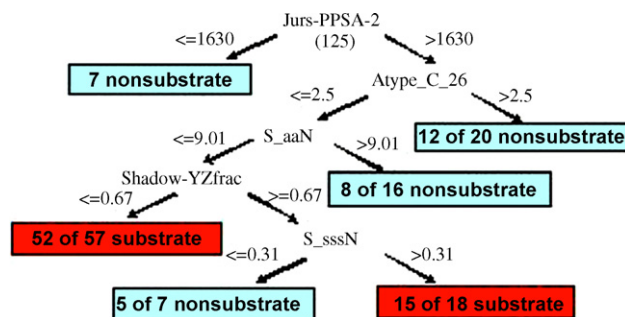 Jurs-PPSA-2
(125)
<=1630
>1630
7 nonsubstrate
Atype_C_26
<=2.5
>2.5
12 of 20 nonsubstrate
S_aaN
<=9.01
>9.01
8 of 16 nonsubstrate
Shadow-YZfrac
<=0.67
>=0.67
52 of 57 substrate
S_sssN
<=0.31
>0.31
5 of 7 nonsubstrate
15 of 18 substrate